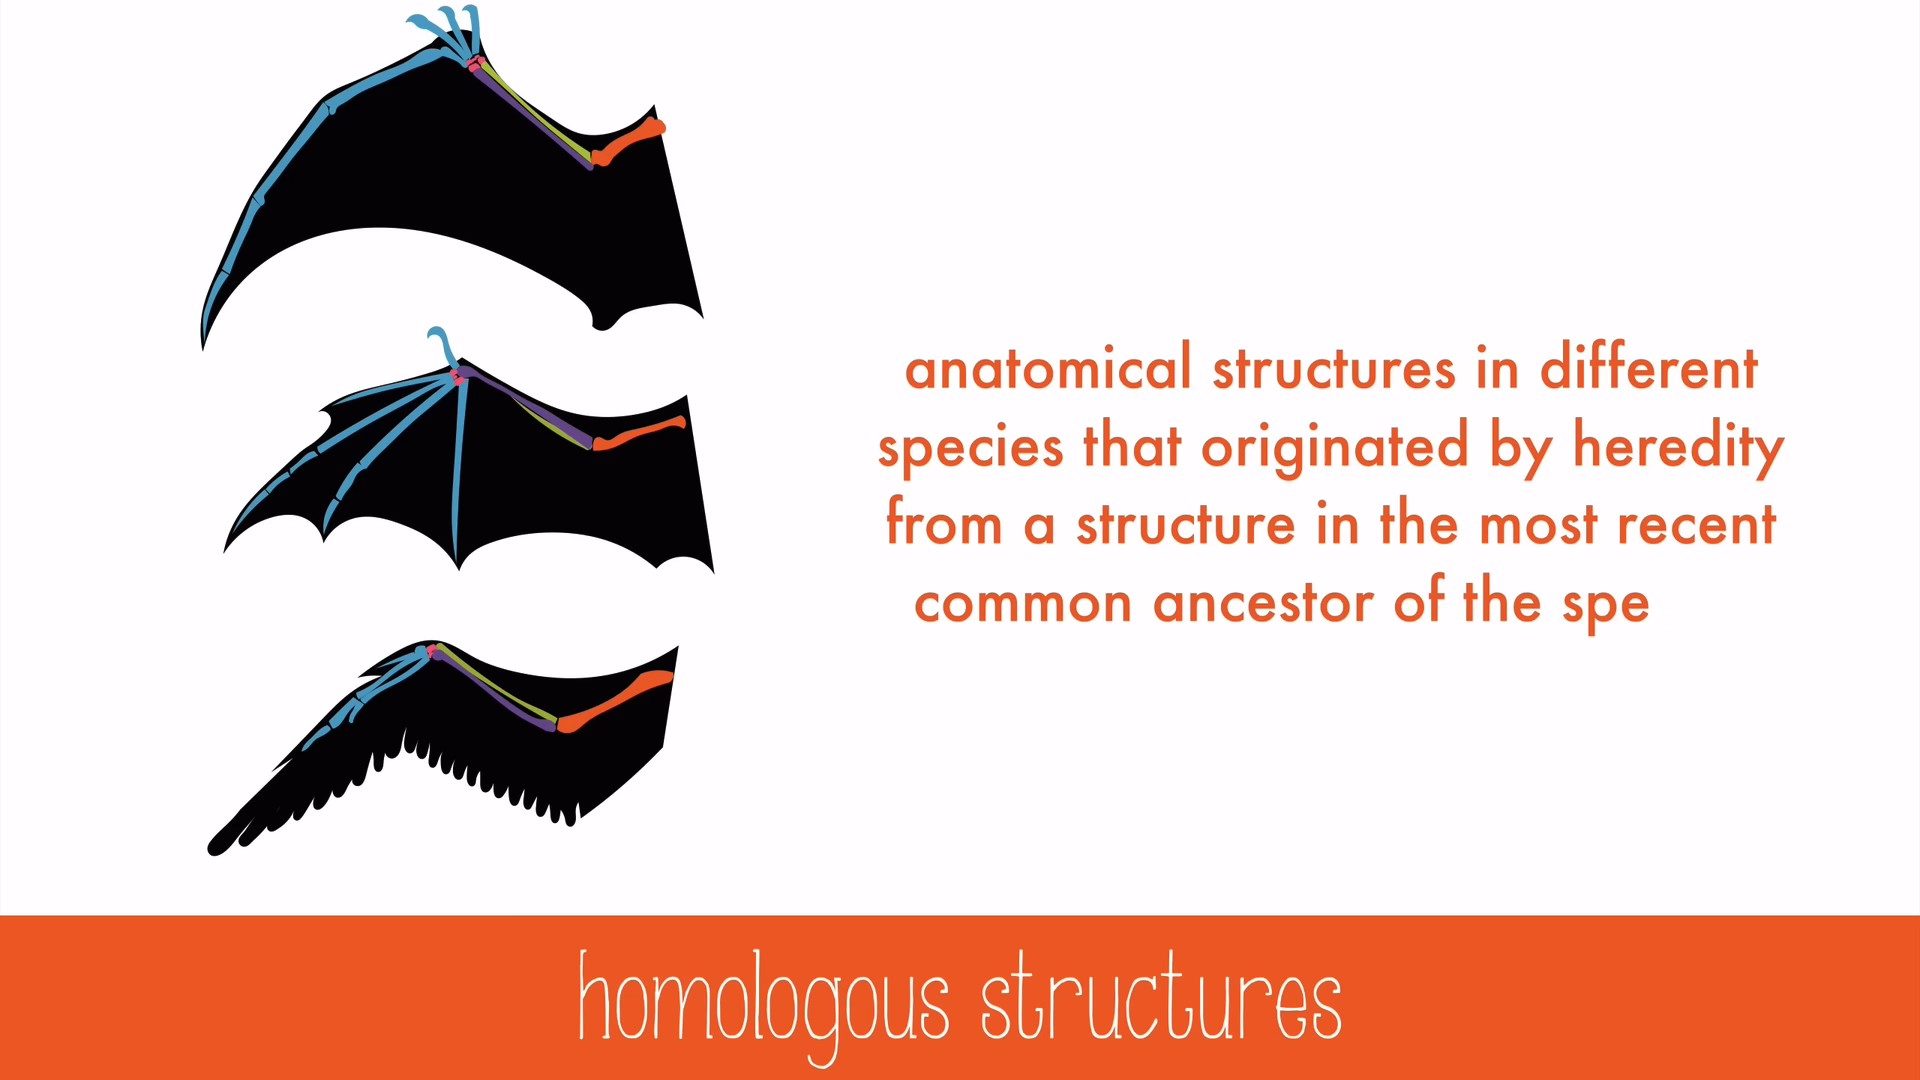 anatomical structures in different
species that originated by heredity
from a structure in the most recent
common ancestor of the spe
homologous structures